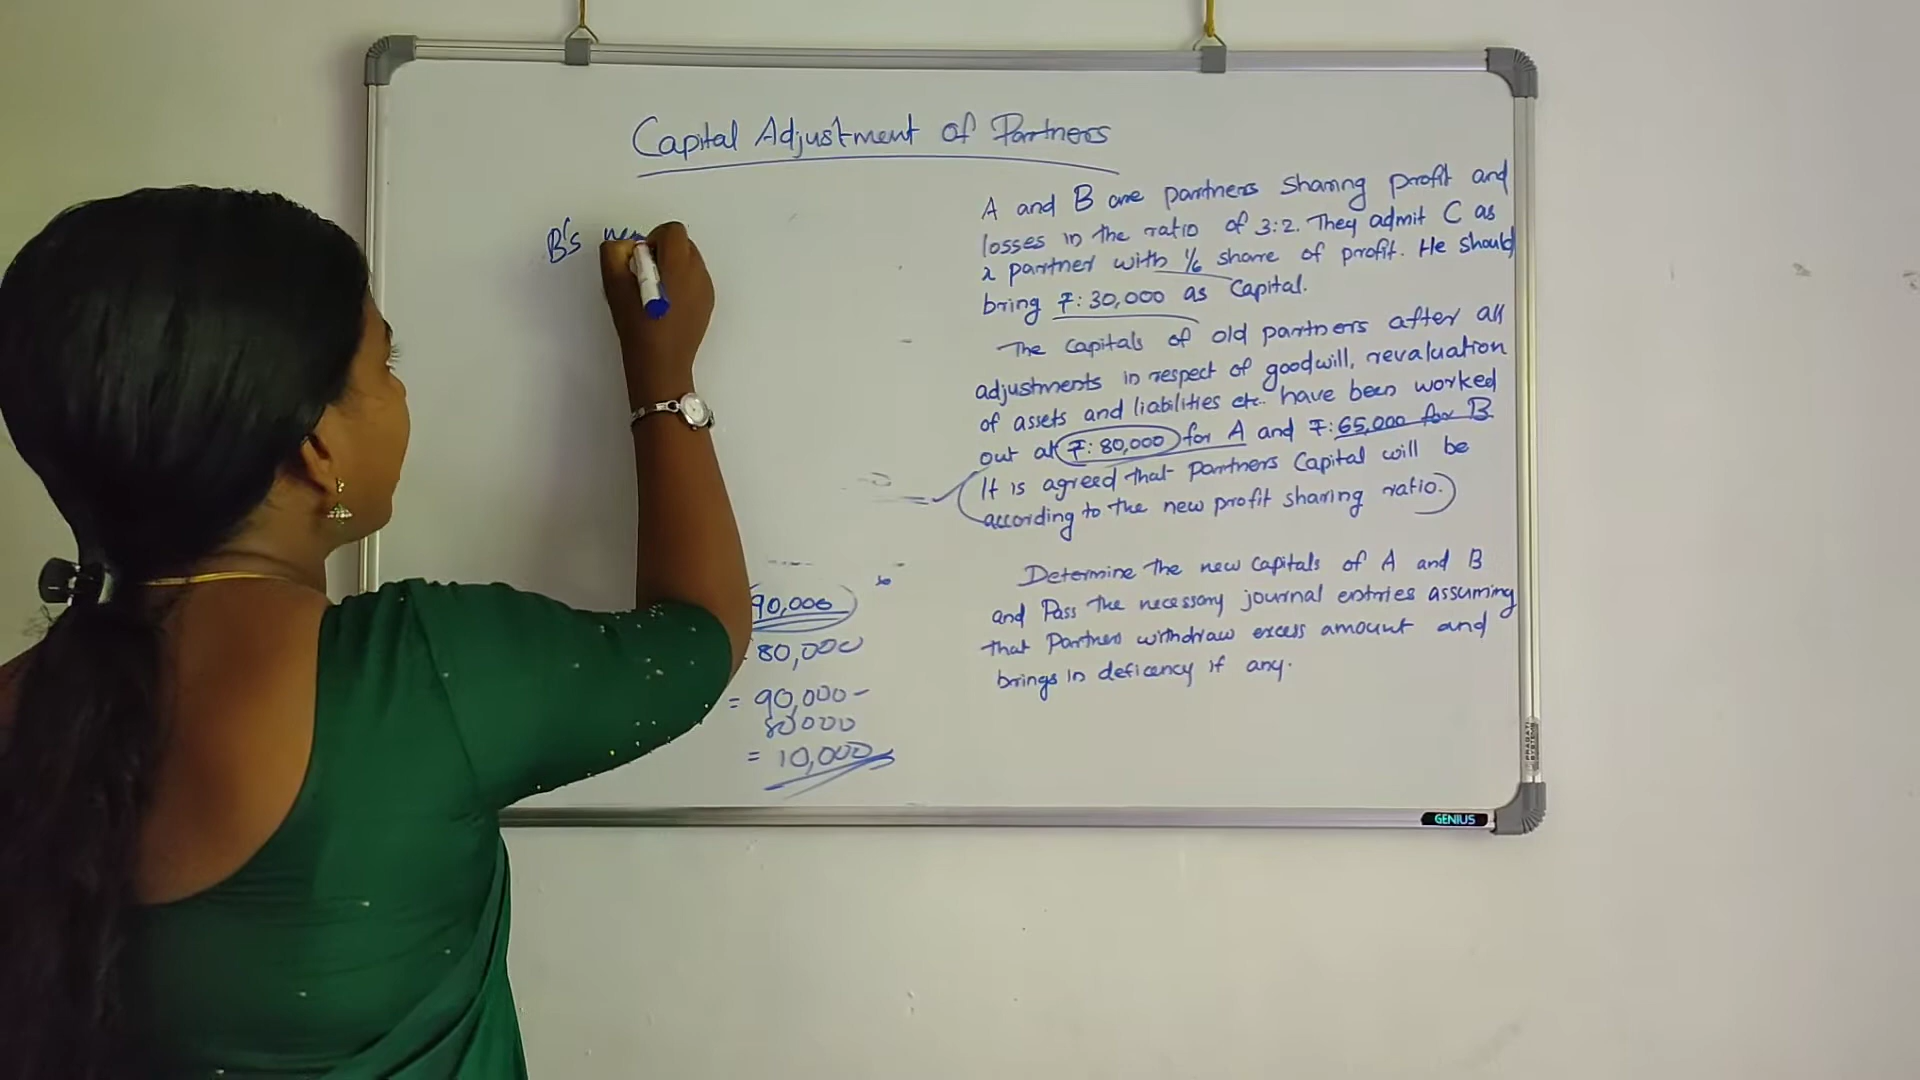 Capital Adjustment of Partners
B's new
90,000
80,000
= 90,000 -
80000
= 10,000
A and B are partners sharing profit and
losses in the ratio of 3:2. They admit C as
a partner with 1/6 share of profit. He should
bring ₹: 30,000 as Capital.
The capitals of old partners after all
adjustments in respect of goodwill, revaluation
of assets and liabilities etc. have been worked
out at ₹: 80,000 for A and ₹: 65,000 for B
It is agreed that partners Capital will be
according to the new profit sharing ratio.
Determine the new capitals of A and B
and Pass the necessary journal entries assuming
that Partners withdraw excess amount and
brings in deficency if any.
GENIUS